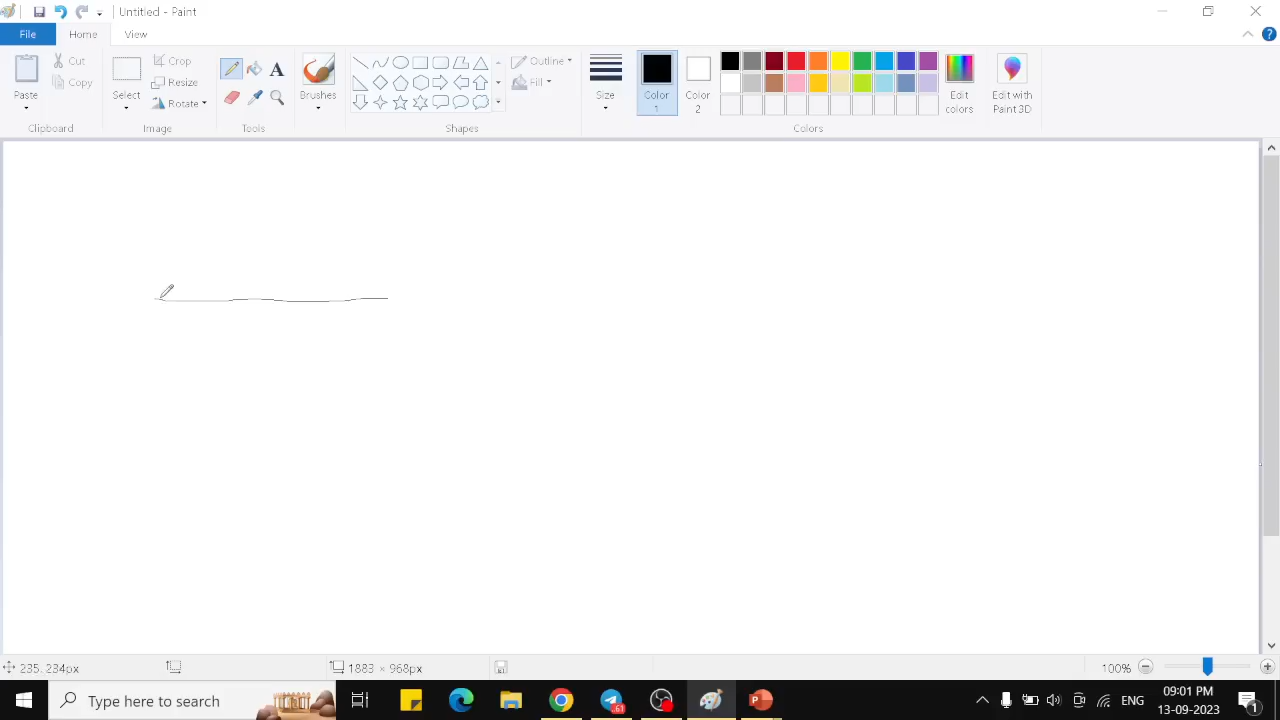 Untitled - Paint
File Home View
Cut Crop Outline
Paste Select Rotate Brushes Fill Size Color 1 Color 2 Edit colors Edit with Paint 3D
Clipboard Image Tools Shapes Colors
235, 234px 1883 × 968px 100%
Type here to search 61 ENG 09:01 PM
13-09-2023 1